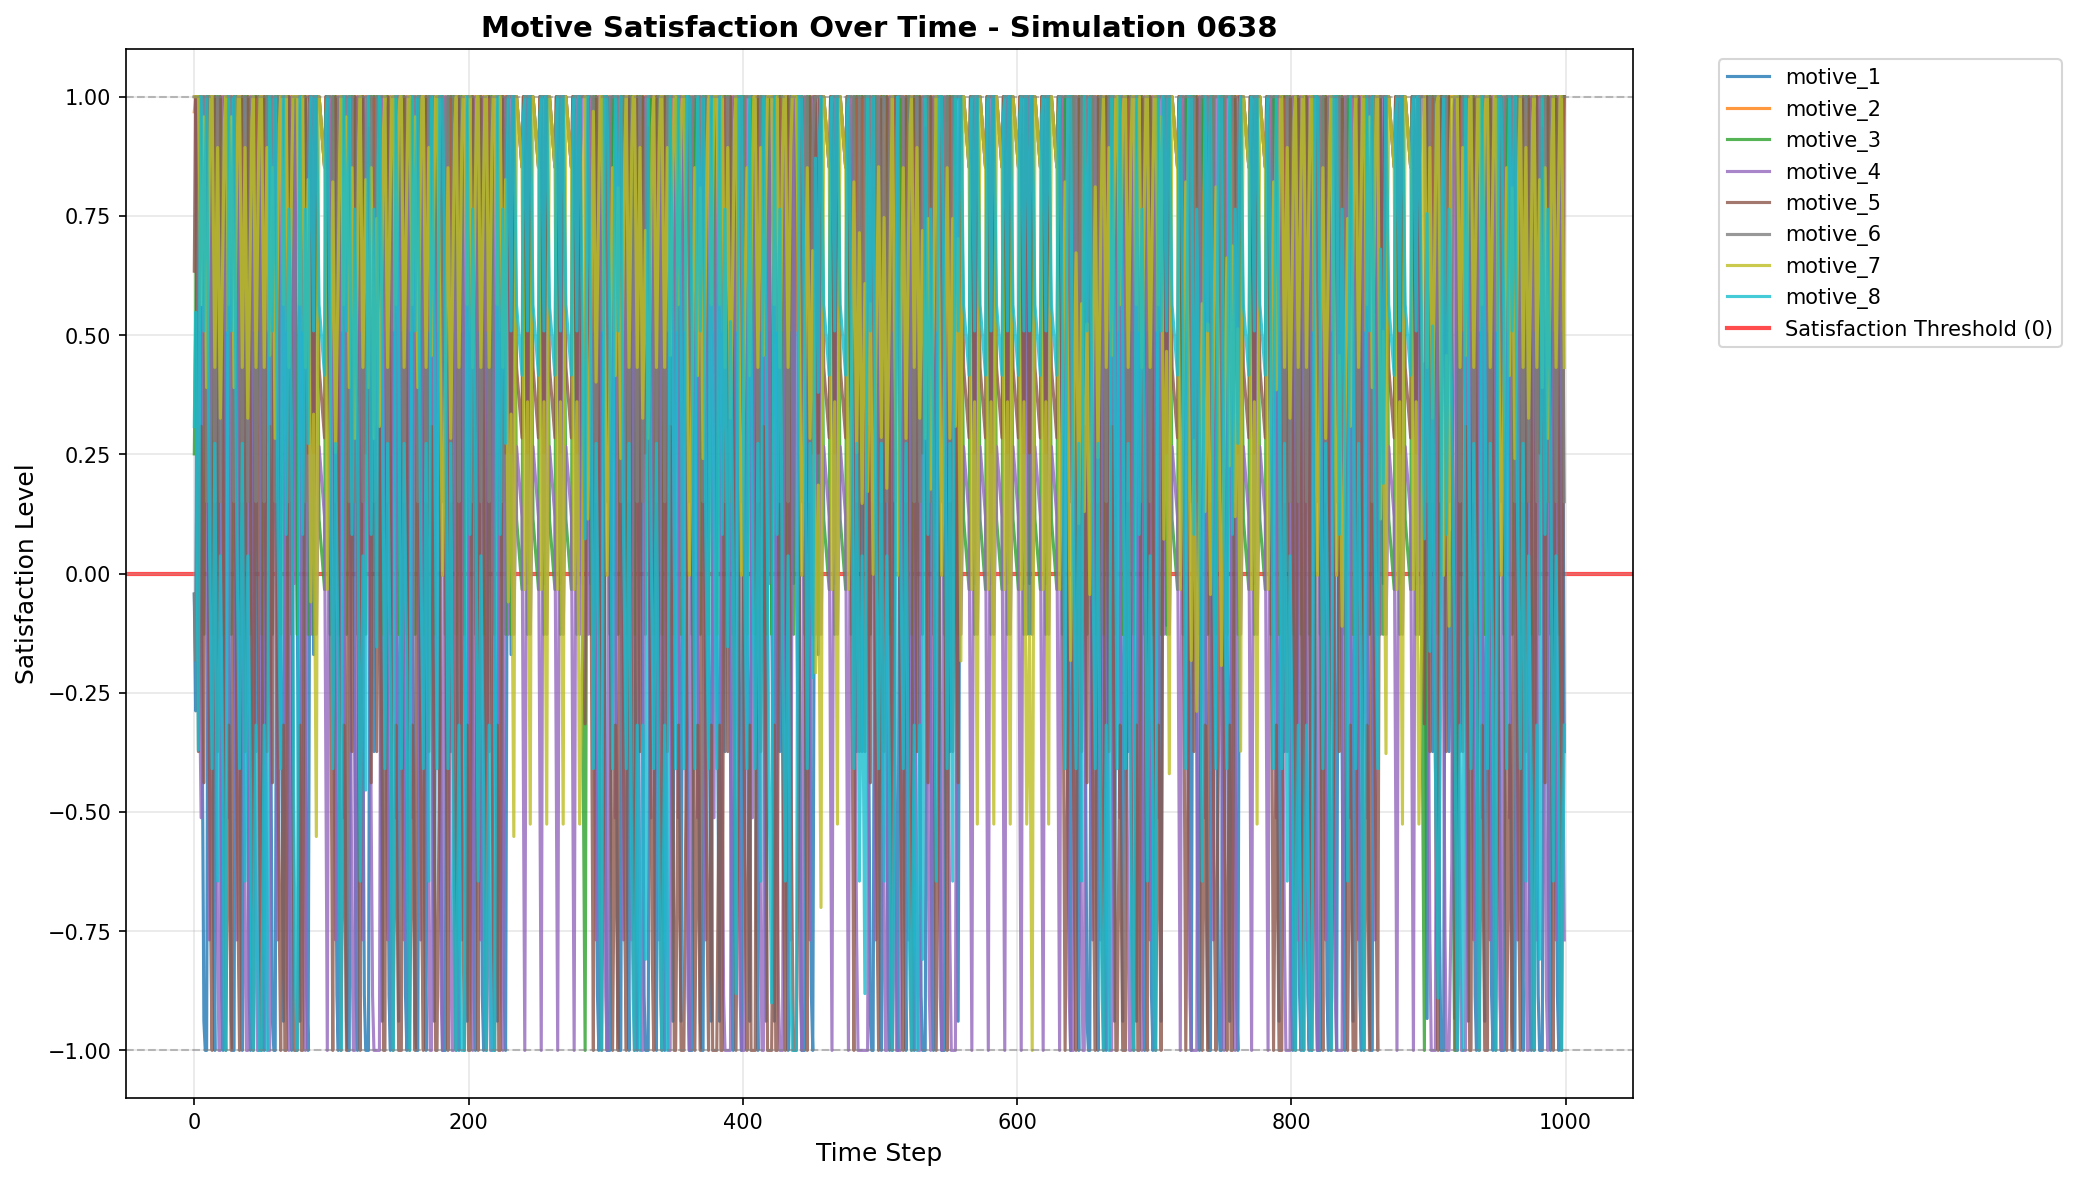 Motive Satisfaction Over Time - Simulation 0638
motive_1
motive_2
motive_3
motive_4
motive_5
motive_6
motive_7
motive_8
Satisfaction Threshold (0)
Satisfaction Level
1.00
0.75
0.50
0.25
0.00
−0.25
−0.50
−0.75
−1.00
0
200
400
600
800
1000
Time Step